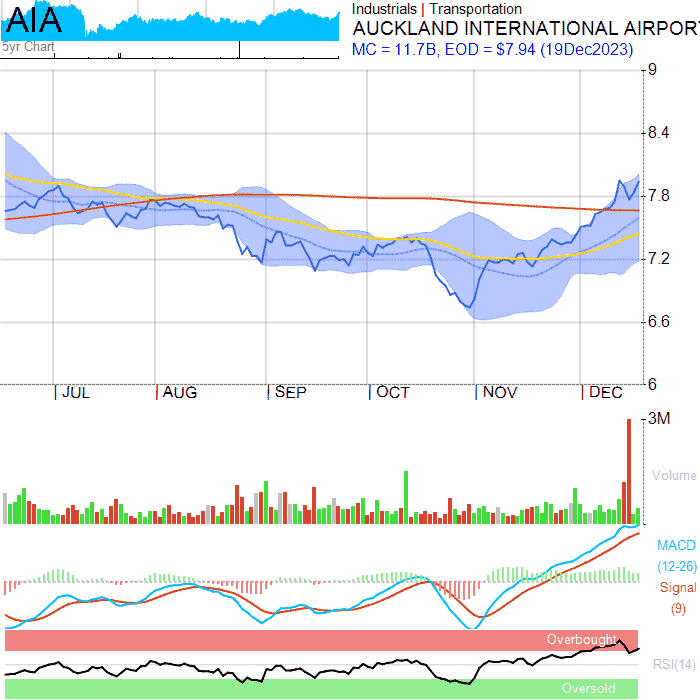 AIA
5yr Chart
Industrials | Transportation
AUCKLAND INTERNATIONAL AIRPORT
MC = 11.7B, EOD = $7.94 (19Dec2023)
9
8.4
7.8
7.2
6.6
6
JUL AUG SEP OCT NOV DEC
3M
Volume
MACD
(12-26)
Signal
(9)
Overbought
RSI(14)
Oversold